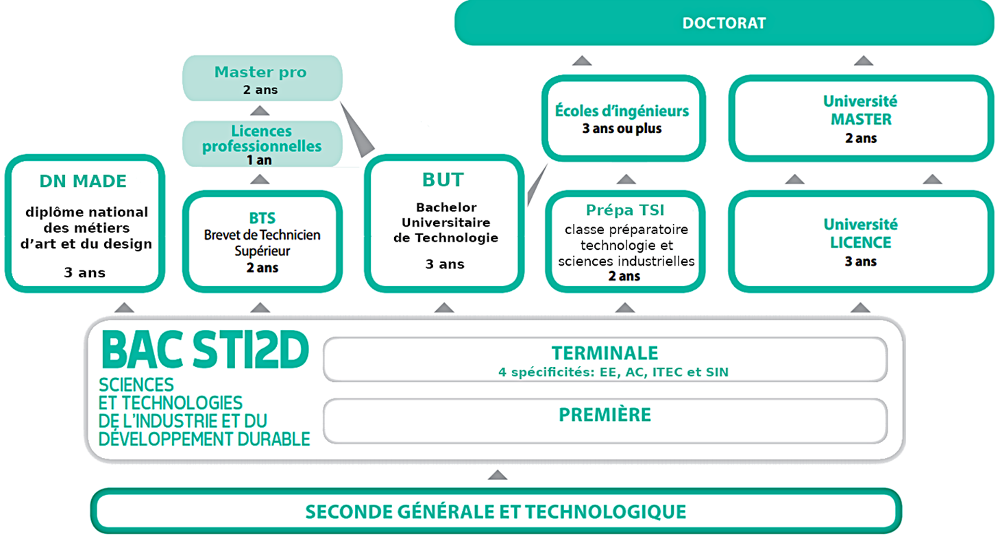 DOCTORAT
Master pro
2 ans
Licences
professionnelles
1 an
Écoles d'ingénieurs
3 ans ou plus
Université
MASTER
2 ans
DN MADE
diplôme national
des métiers
d'art et du design
3 ans
BTS
Brevet de Technicien
Supérieur
2 ans
BUT
Bachelor
Universitaire
de Technologie
3 ans
Prépa TSI
classe préparatoire
technologie et
sciences industrielles
2 ans
Université
LICENCE
3 ans
BAC STI2D
SCIENCES
ET TECHNOLOGIES
DE L'INDUSTRIE ET DU
DÉVELOPPEMENT DURABLE
TERMINALE
4 spécificités: EE, AC, ITEC et SIN
PREMIÈRE
SECONDE GÉNÉRALE ET TECHNOLOGIQUE